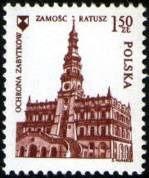 ZAMOŚĆ RATUSZ
1.50 ZŁ
POLSKA
OCHRONA ZABYTKÓW